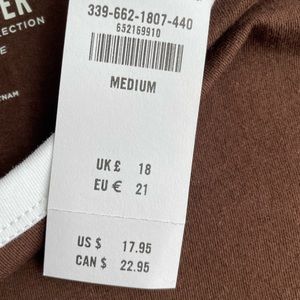 339-662-1807-440
652169910
MEDIUM
UK £ 18
EU € 21
US $ 17.95
CAN $ 22.95